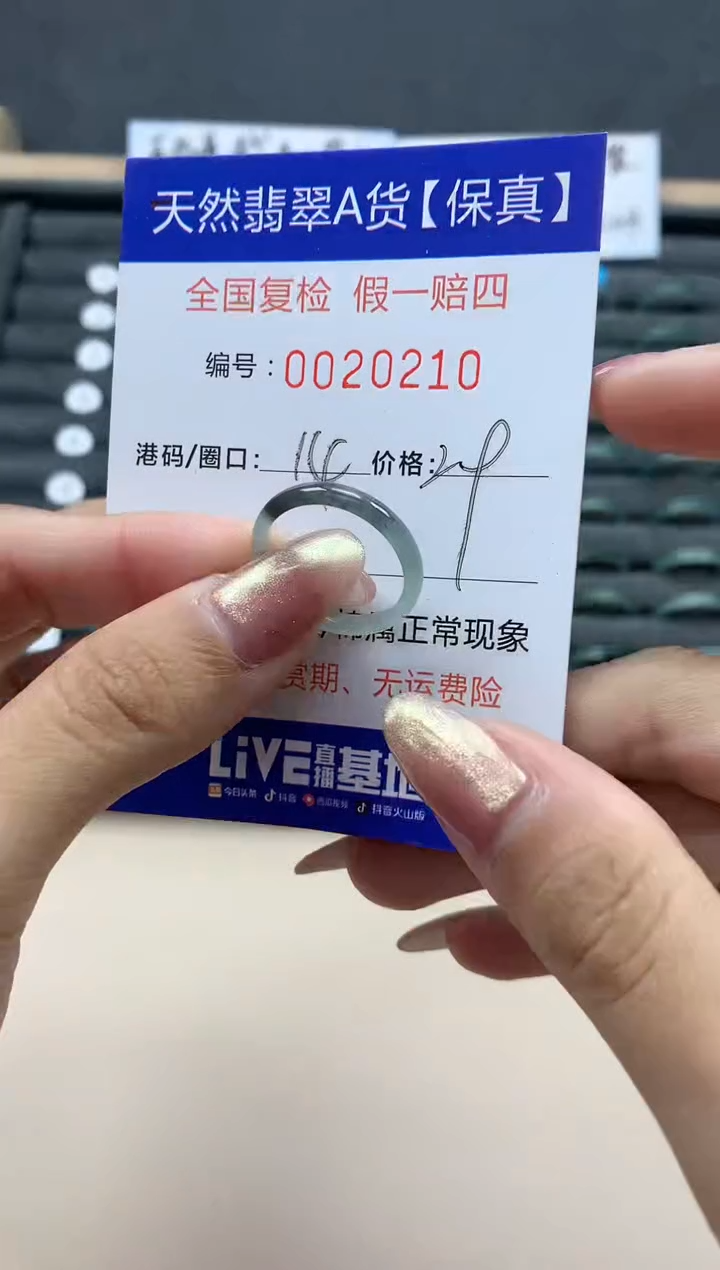 天然翡翠A货【保真】
全国复检 假一赔四
编号：0020210
港码/圈口： 价格：
属正常现象
赏期、无运费险
LiVE直播基地
今日头条 抖音 西瓜视频 抖音火山版